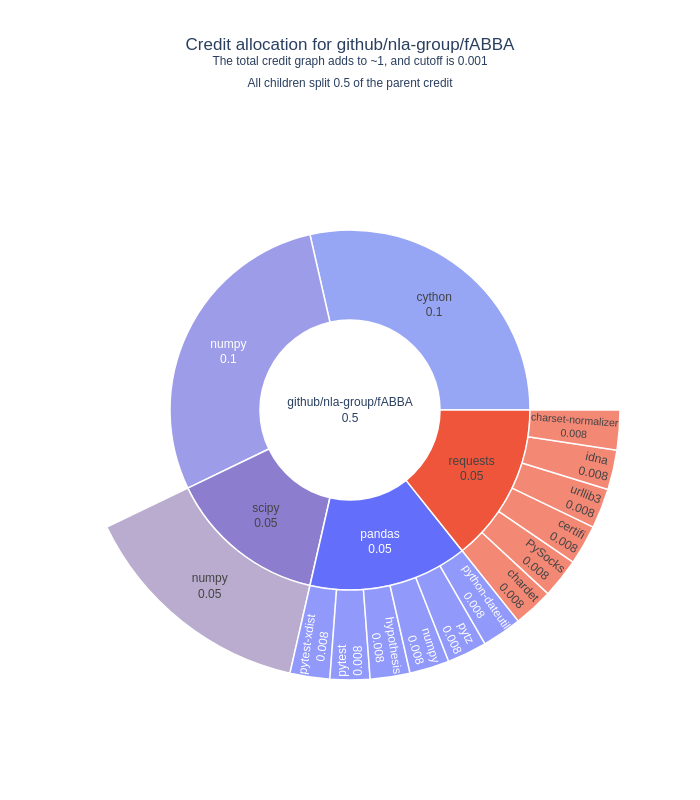 Credit allocation for github/nla-group/fABBA
The total credit graph adds to ~1, and cutoff is 0.001
All children split 0.5 of the parent credit
cython
0.1
numpy
0.1
github/nla-group/fABBA
0.5
charset-normalizer
0.008
idna
0.008
urllib3
0.008
certifi
0.008
PySocks
0.008
chardet
0.008
requests
0.05
scipy
0.05
pandas
0.05
numpy
0.05
pytest-xdist
0.008
pytest
0.008
hypothesis
0.008
numpy
0.008
pytz
0.008
python-dateutil
0.008